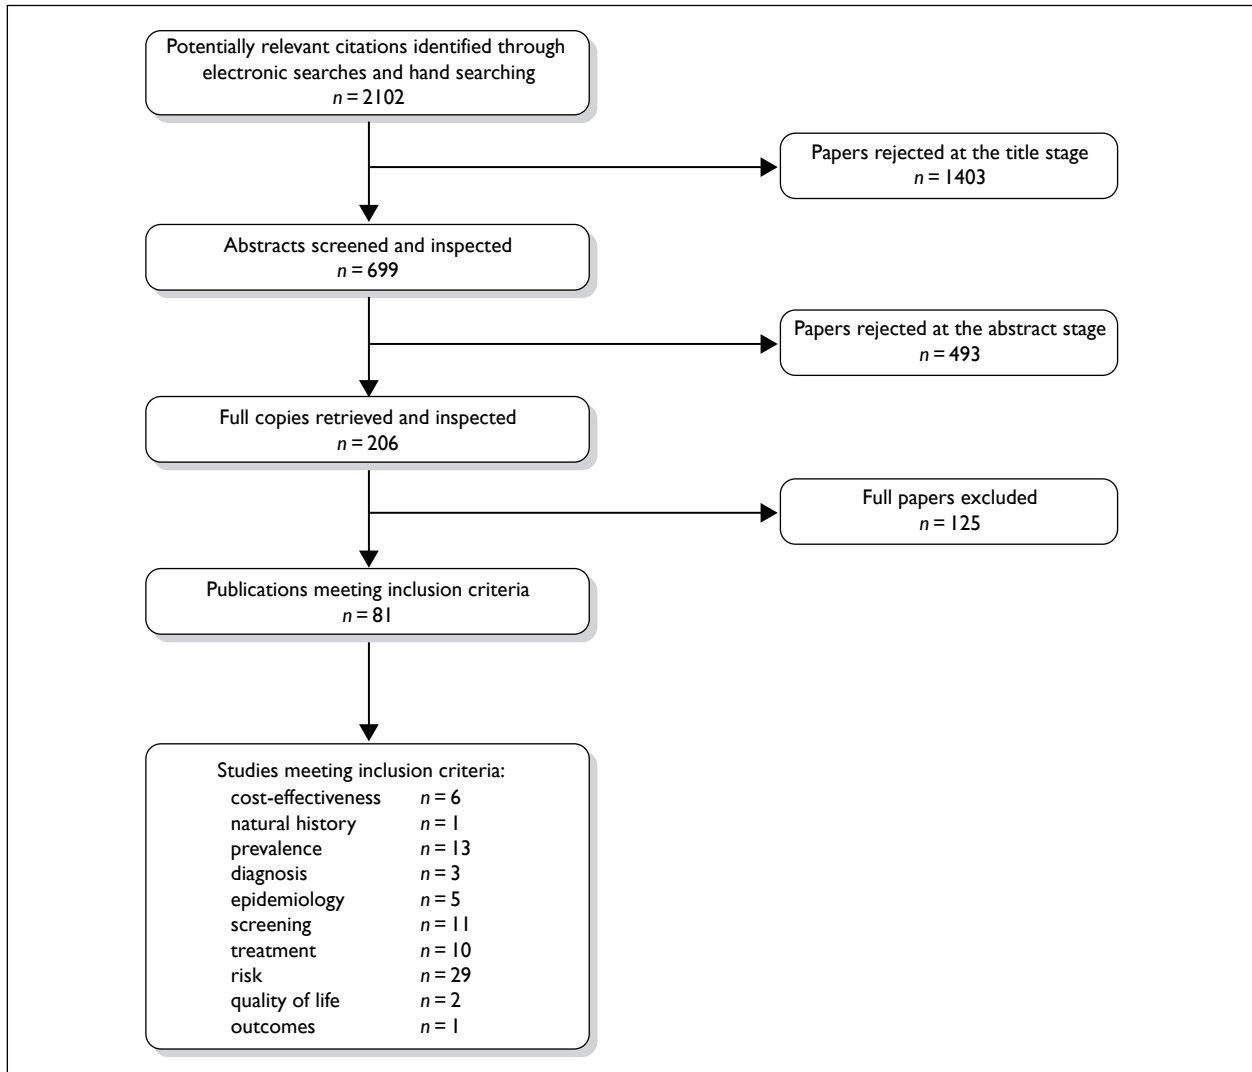 Potentially relevant citations identified through
electronic searches and hand searching
n = 2102
Papers rejected at the title stage
n = 1403
Abstracts screened and inspected
n = 699
Papers rejected at the abstract stage
n = 493
Full copies retrieved and inspected
n = 206
Full papers excluded
n = 125
Publications meeting inclusion criteria
n = 81
Studies meeting inclusion criteria:
cost-effectiveness n = 6
natural history n = 1
prevalence n = 13
diagnosis n = 3
epidemiology n = 5
screening n = 11
treatment n = 10
risk n = 29
quality of life n = 2
outcomes n = 1